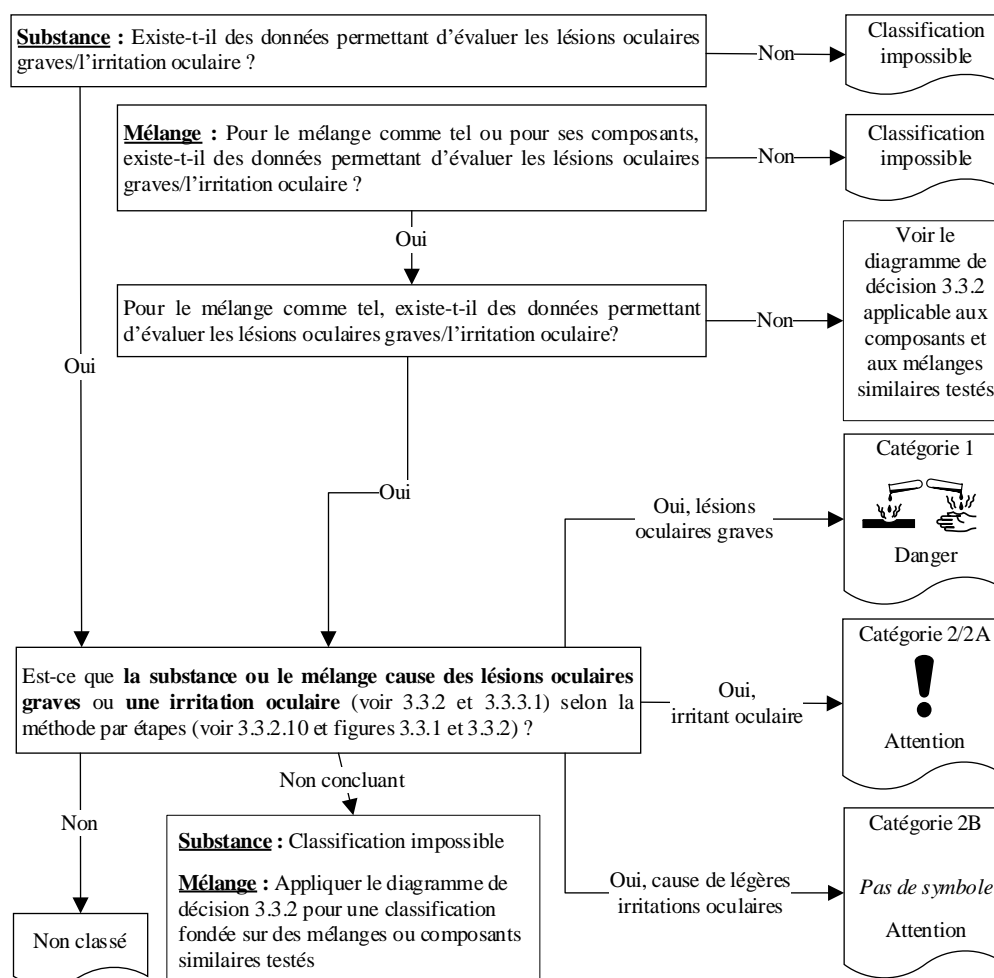 Substance : Existe-t-il des données permettant d'évaluer les lésions oculaires
graves/l'irritation oculaire ?
Non
Classification
impossible
Mélange : Pour le mélange comme tel ou pour ses composants,
existe-t-il des données permettant d'évaluer les lésions oculaires
graves/l'irritation oculaire ?
Non
Classification
impossible
Oui
Pour le mélange comme tel, existe-t-il des données permettant
d'évaluer les lésions oculaires graves/l'irritation oculaire?
Non
Voir le
diagramme de
décision 3.3.2
applicable aux
composants et
aux mélanges
similaires testés
Oui
Oui
Oui, lésions
oculaires graves
Catégorie 1
Danger
Est-ce que la substance ou le mélange cause des lésions oculaires
graves ou une irritation oculaire (voir 3.3.2 et 3.3.3.1) selon la
méthode par étapes (voir 3.3.2.10 et figures 3.3.1 et 3.3.2) ?
Oui,
irritant oculaire
Catégorie 2/2A
Attention
Non
Non concluant
Oui, cause de légères
irritations oculaires
Catégorie 2B
Pas de symbole
Attention
Non classé
Substance : Classification impossible
Mélange : Appliquer le diagramme de
décision 3.3.2 pour une classification
fondée sur des mélanges ou composants
similaires testés